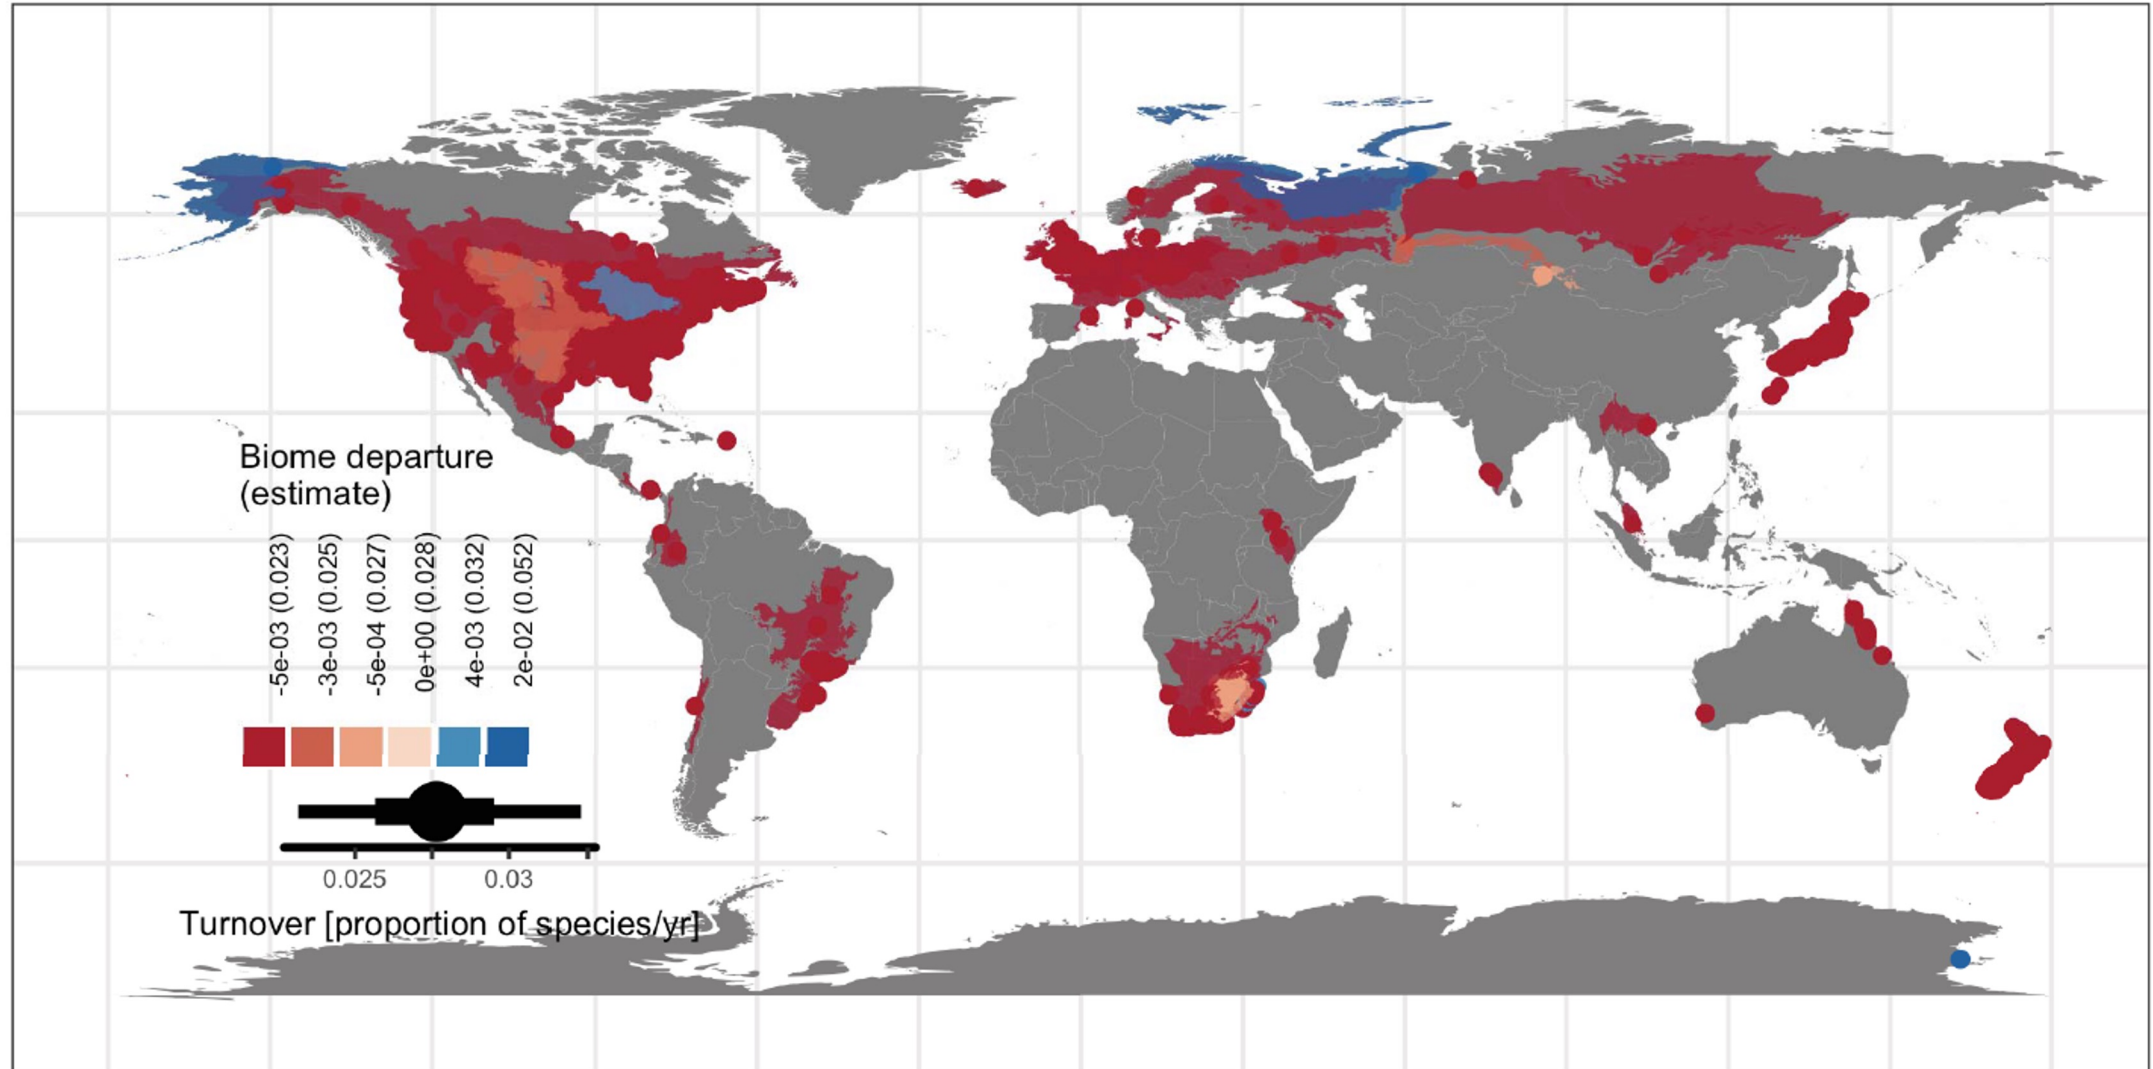 Biome departure
(estimate)
-5e-03 (0.023)
-3e-03 (0.025)
-5e-04 (0.027)
0e+00 (0.028)
4e-03 (0.032)
2e-02 (0.052)
0.025 0.03
Turnover [proportion of species/yr]